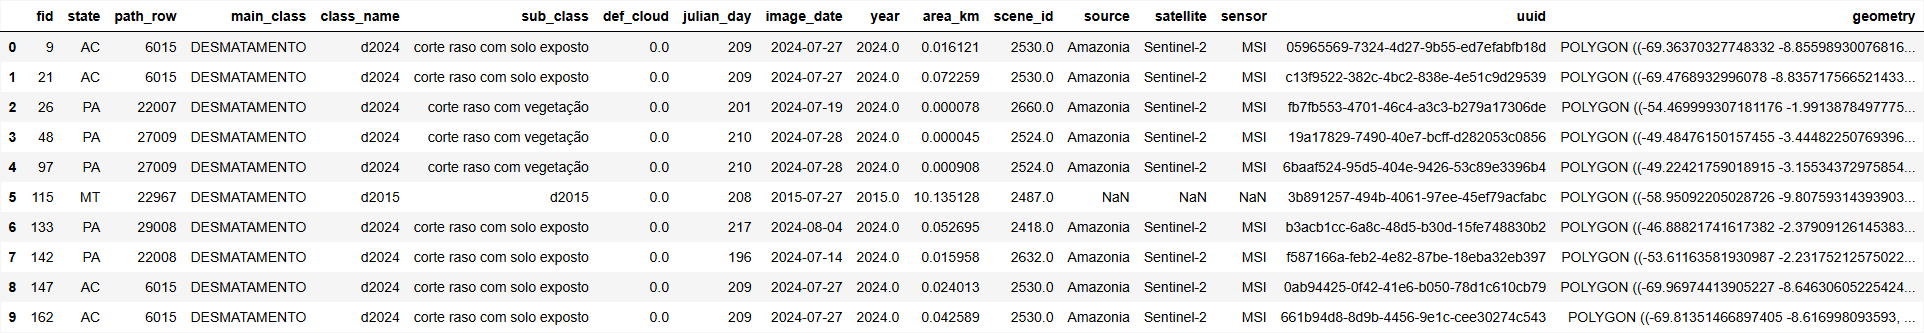 fid state path_row main_class class_name sub_class def_cloud julian_day image_date year area_km scene_id source satellite sensor uuid geometry
0 9 AC 6015 DESMATAMENTO d2024 corte raso com solo exposto 0.0 209 2024-07-27 2024.0 0.016121 2530.0 Amazonia Sentinel-2 MSI 05965569-7324-4d27-9b55-ed7efabfb18d POLYGON ((-69.36370327748332 -8.85598930076816...
1 21 AC 6015 DESMATAMENTO d2024 corte raso com solo exposto 0.0 209 2024-07-27 2024.0 0.072259 2530.0 Amazonia Sentinel-2 MSI c13f9522-382c-4bc2-838e-4e51c9d29539 POLYGON ((-69.4768932996078 -8.835717566521433...
2 26 PA 22007 DESMATAMENTO d2024 corte raso com vegetação 0.0 201 2024-07-19 2024.0 0.000078 2660.0 Amazonia Sentinel-2 MSI fb7fb553-4701-46c4-a3c3-b279a17306de POLYGON ((-54.469999307181176 -1.9913878497775...
3 48 PA 27009 DESMATAMENTO d2024 corte raso com vegetação 0.0 210 2024-07-28 2024.0 0.000045 2524.0 Amazonia Sentinel-2 MSI 19a17829-7490-40e7-bcff-d282053c0856 POLYGON ((-49.48476150157455 -3.44482250769396...
4 97 PA 27009 DESMATAMENTO d2024 corte raso com vegetação 0.0 210 2024-07-28 2024.0 0.000908 2524.0 Amazonia Sentinel-2 MSI 6baaf524-95d5-404e-9426-53c89e3396b4 POLYGON ((-49.224217590189​15 -3.15534372975854...
5 115 MT 22967 DESMATAMENTO d2015 d2015 0.0 208 2015-07-27 2015.0 10.135128 2487.0 NaN NaN NaN 3b891257-494b-4061-97ee-45ef79acfabc POLYGON ((-58.95092205028726 -9.80759314393903...
6 133 PA 29008 DESMATAMENTO d2024 corte raso com solo exposto 0.0 217 2024-08-04 2024.0 0.052695 2418.0 Amazonia Sentinel-2 MSI b3acb1cc-6a8c-48d5-b30d-15fe748830b2 POLYGON ((-46.88821741617382 -2.37909126145383...
7 142 PA 22008 DESMATAMENTO d2024 corte raso com solo exposto 0.0 196 2024-07-14 2024.0 0.015958 2632.0 Amazonia Sentinel-2 MSI f587166a-feb2-4e82-87be-18eba32eb397 POLYGON ((-53.61163581930987 -2.23175212575022...
8 147 AC 6015 DESMATAMENTO d2024 corte raso com solo exposto 0.0 209 2024-07-27 2024.0 0.024013 2530.0 Amazonia Sentinel-2 MSI 0ab94425-0f42-41e6-b050-78d1c610cb79 POLYGON ((-69.96974413905227 -8.64630605225424...
9 162 AC 6015 DESMATAMENTO d2024 corte raso com solo exposto 0.0 209 2024-07-27 2024.0 0.042589 2530.0 Amazonia Sentinel-2 MSI 661b94d8-8d9b-4456-9e1c-cee30274c543 POLYGON ((-69.81351466897405 -8.616998093593, ...